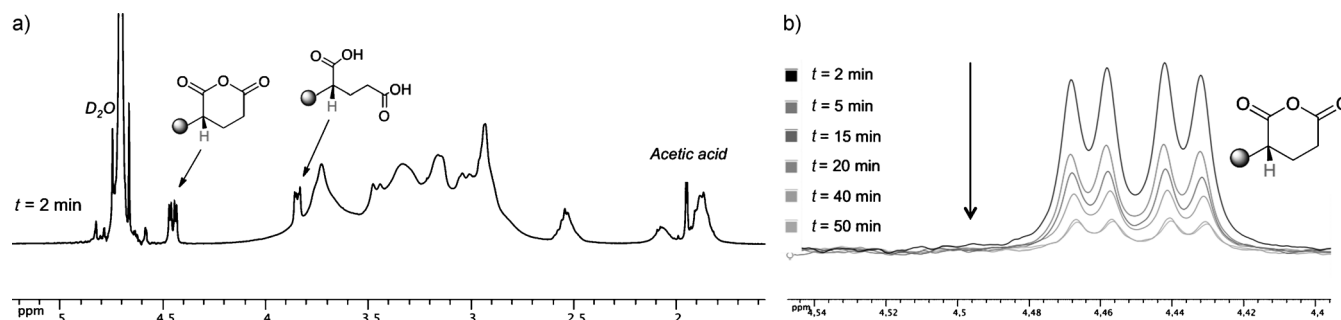 a)
D2O
O O O
H
O OH
OH
O
H
t = 2 min
Acetic acid
ppm 5 4.5 4 3.5 3 2.5 2
b)
t = 2 min
t = 5 min
t = 15 min
t = 20 min
t = 40 min
t = 50 min
O O O
H
ppm 4,54 4,52 4,5 4,48 4,46 4,44 4,42 4,4